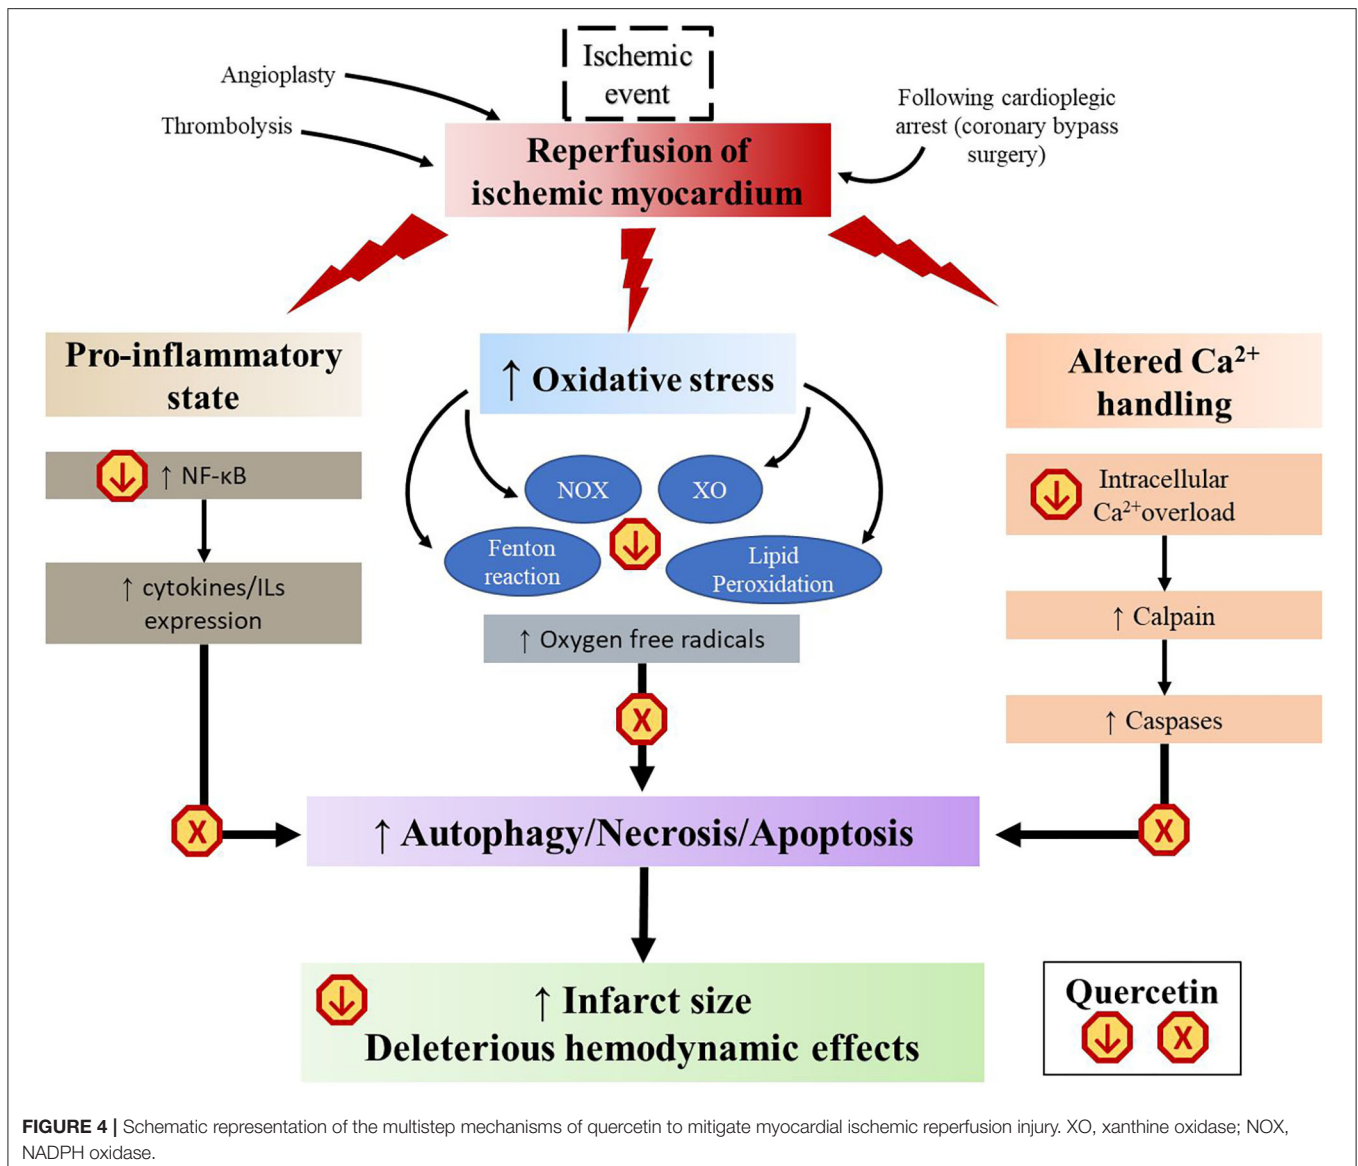 Ischemic
event
Angioplasty
Thrombolysis
Following cardioplegic
arrest (coronary bypass
surgery)
Reperfusion of
ischemic myocardium
Pro-inflammatory
state
↑ NF-κB
↑ cytokines/ILs
expression
↑ Oxidative stress
NOX
XO
Fenton
reaction
Lipid
Peroxidation
↑ Oxygen free radicals
X
Altered Ca²⁺
handling
Intracellular
Ca²⁺overload
↑ Calpain
↑ Caspases
X
X
↑ Autophagy/Necrosis/Apoptosis
↑ Infarct size
Deleterious hemodynamic effects
Quercetin
X
FIGURE 4 | Schematic representation of the multistep mechanisms of quercetin to mitigate myocardial ischemic reperfusion injury. XO, xanthine oxidase; NOX,
NADPH oxidase.